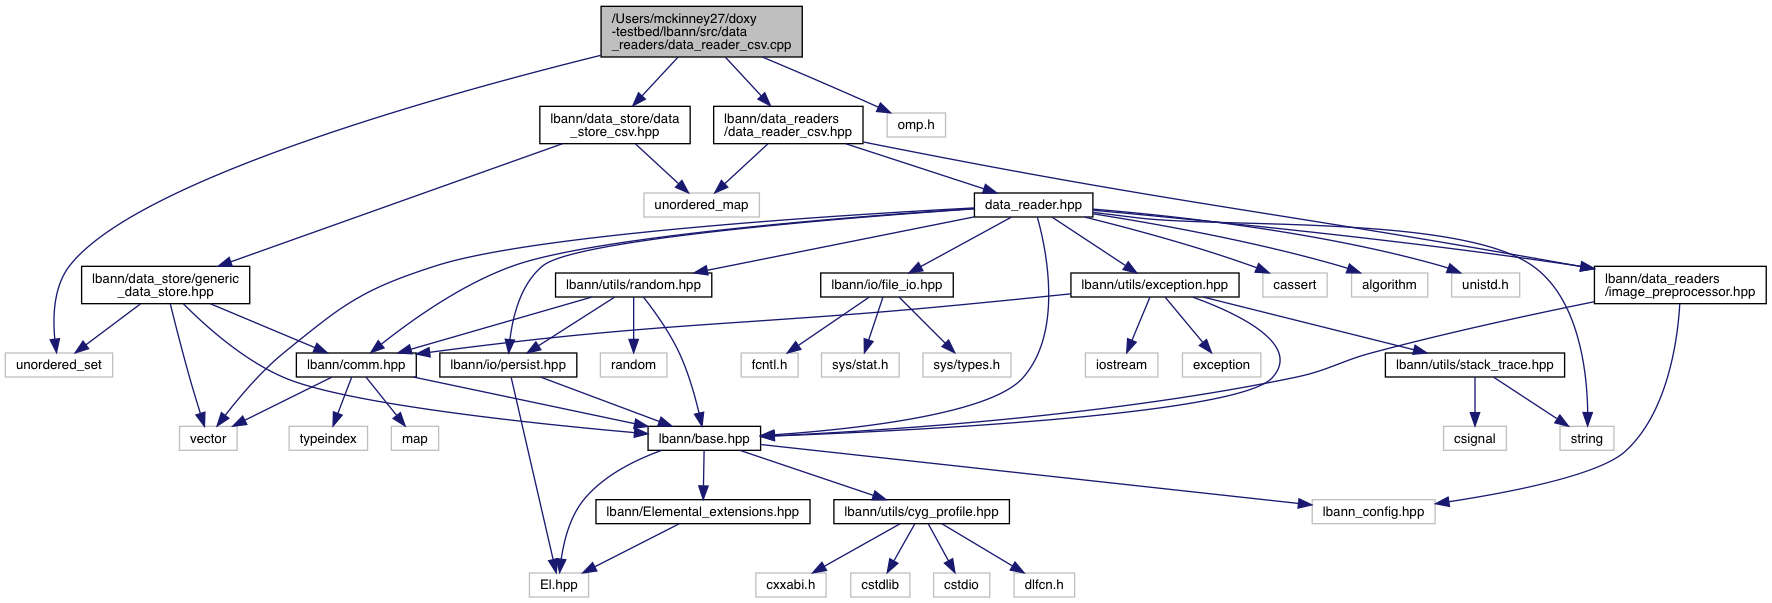 /Users/mckinney27/doxy
-testbed/lbann/src/data
_readers/data_reader_csv.cpp
lbann/data_store/data
_store_csv.hpp
lbann/data_readers
/data_reader_csv.hpp
omp.h
unordered_map
data_reader.hpp
lbann/data_store/generic
_data_store.hpp
lbann/utils/random.hpp
lbann/io/file_io.hpp
lbann/utils/exception.hpp
cassert
algorithm
unistd.h
lbann/data_readers
/image_preprocessor.hpp
unordered_set
lbann/comm.hpp
lbann/io/persist.hpp
random
fcntl.h
sys/stat.h
sys/types.h
iostream
exception
lbann/utils/stack_trace.hpp
vector
typeindex
map
lbann/base.hpp
csignal
string
lbann/Elemental_extensions.hpp
lbann/utils/cyg_profile.hpp
lbann_config.hpp
El.hpp
cxxabi.h
cstdlib
cstdio
dlfcn.h